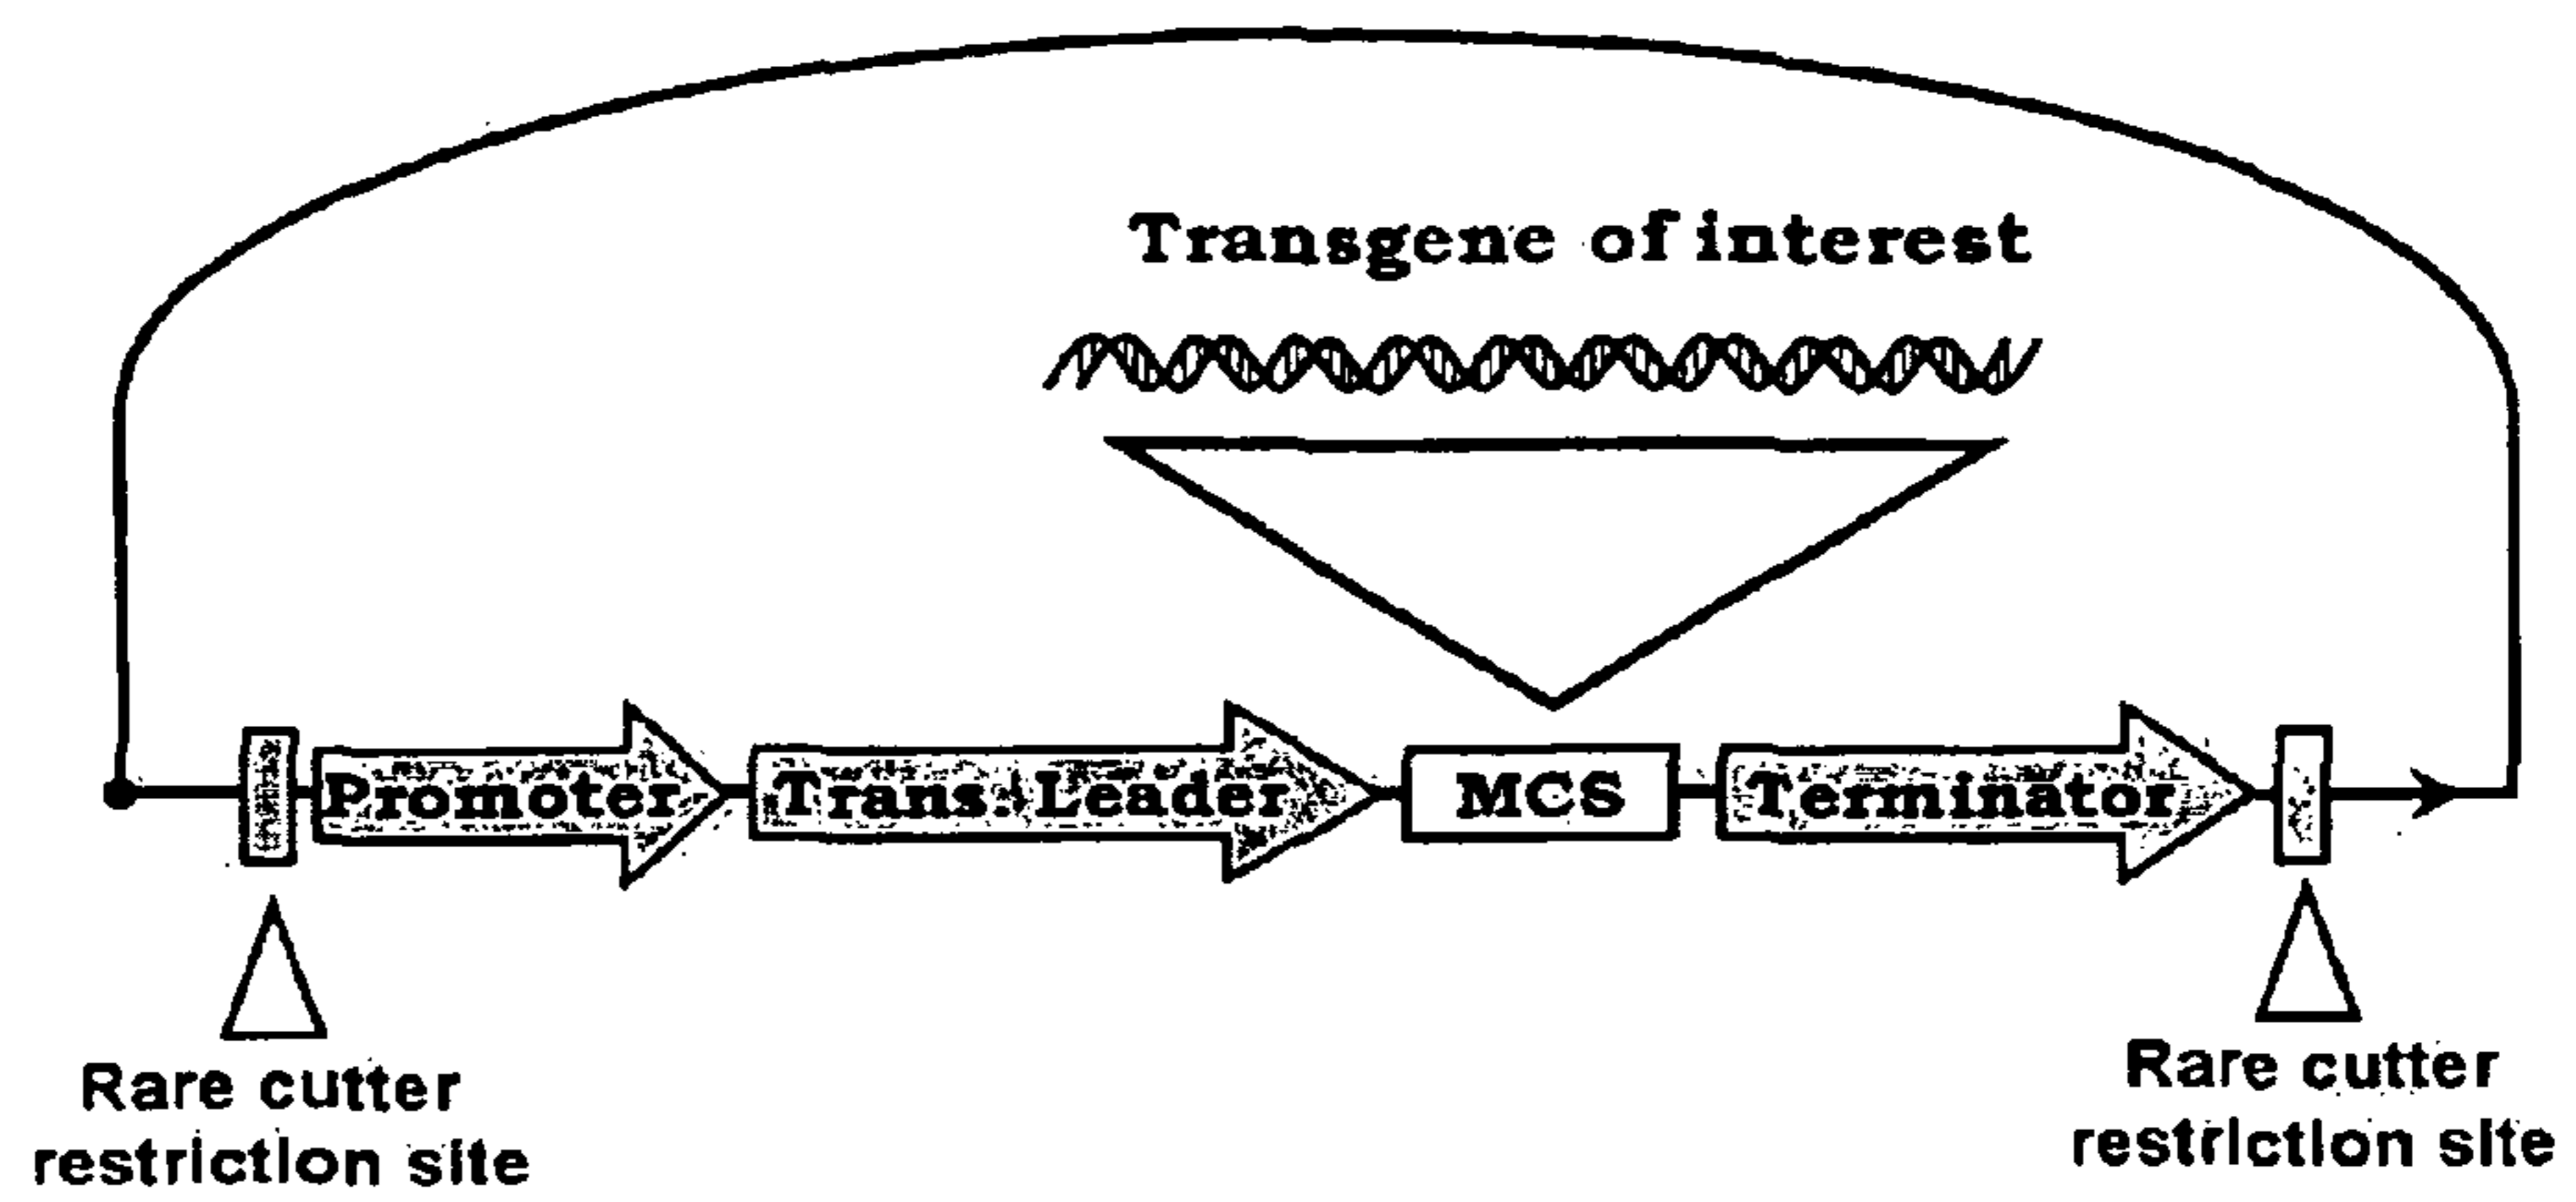 Transgene of interest
Promoter
Trans. Leader
MCS
Terminator
Rare cutter
restriction site
Rare cutter
restriction site